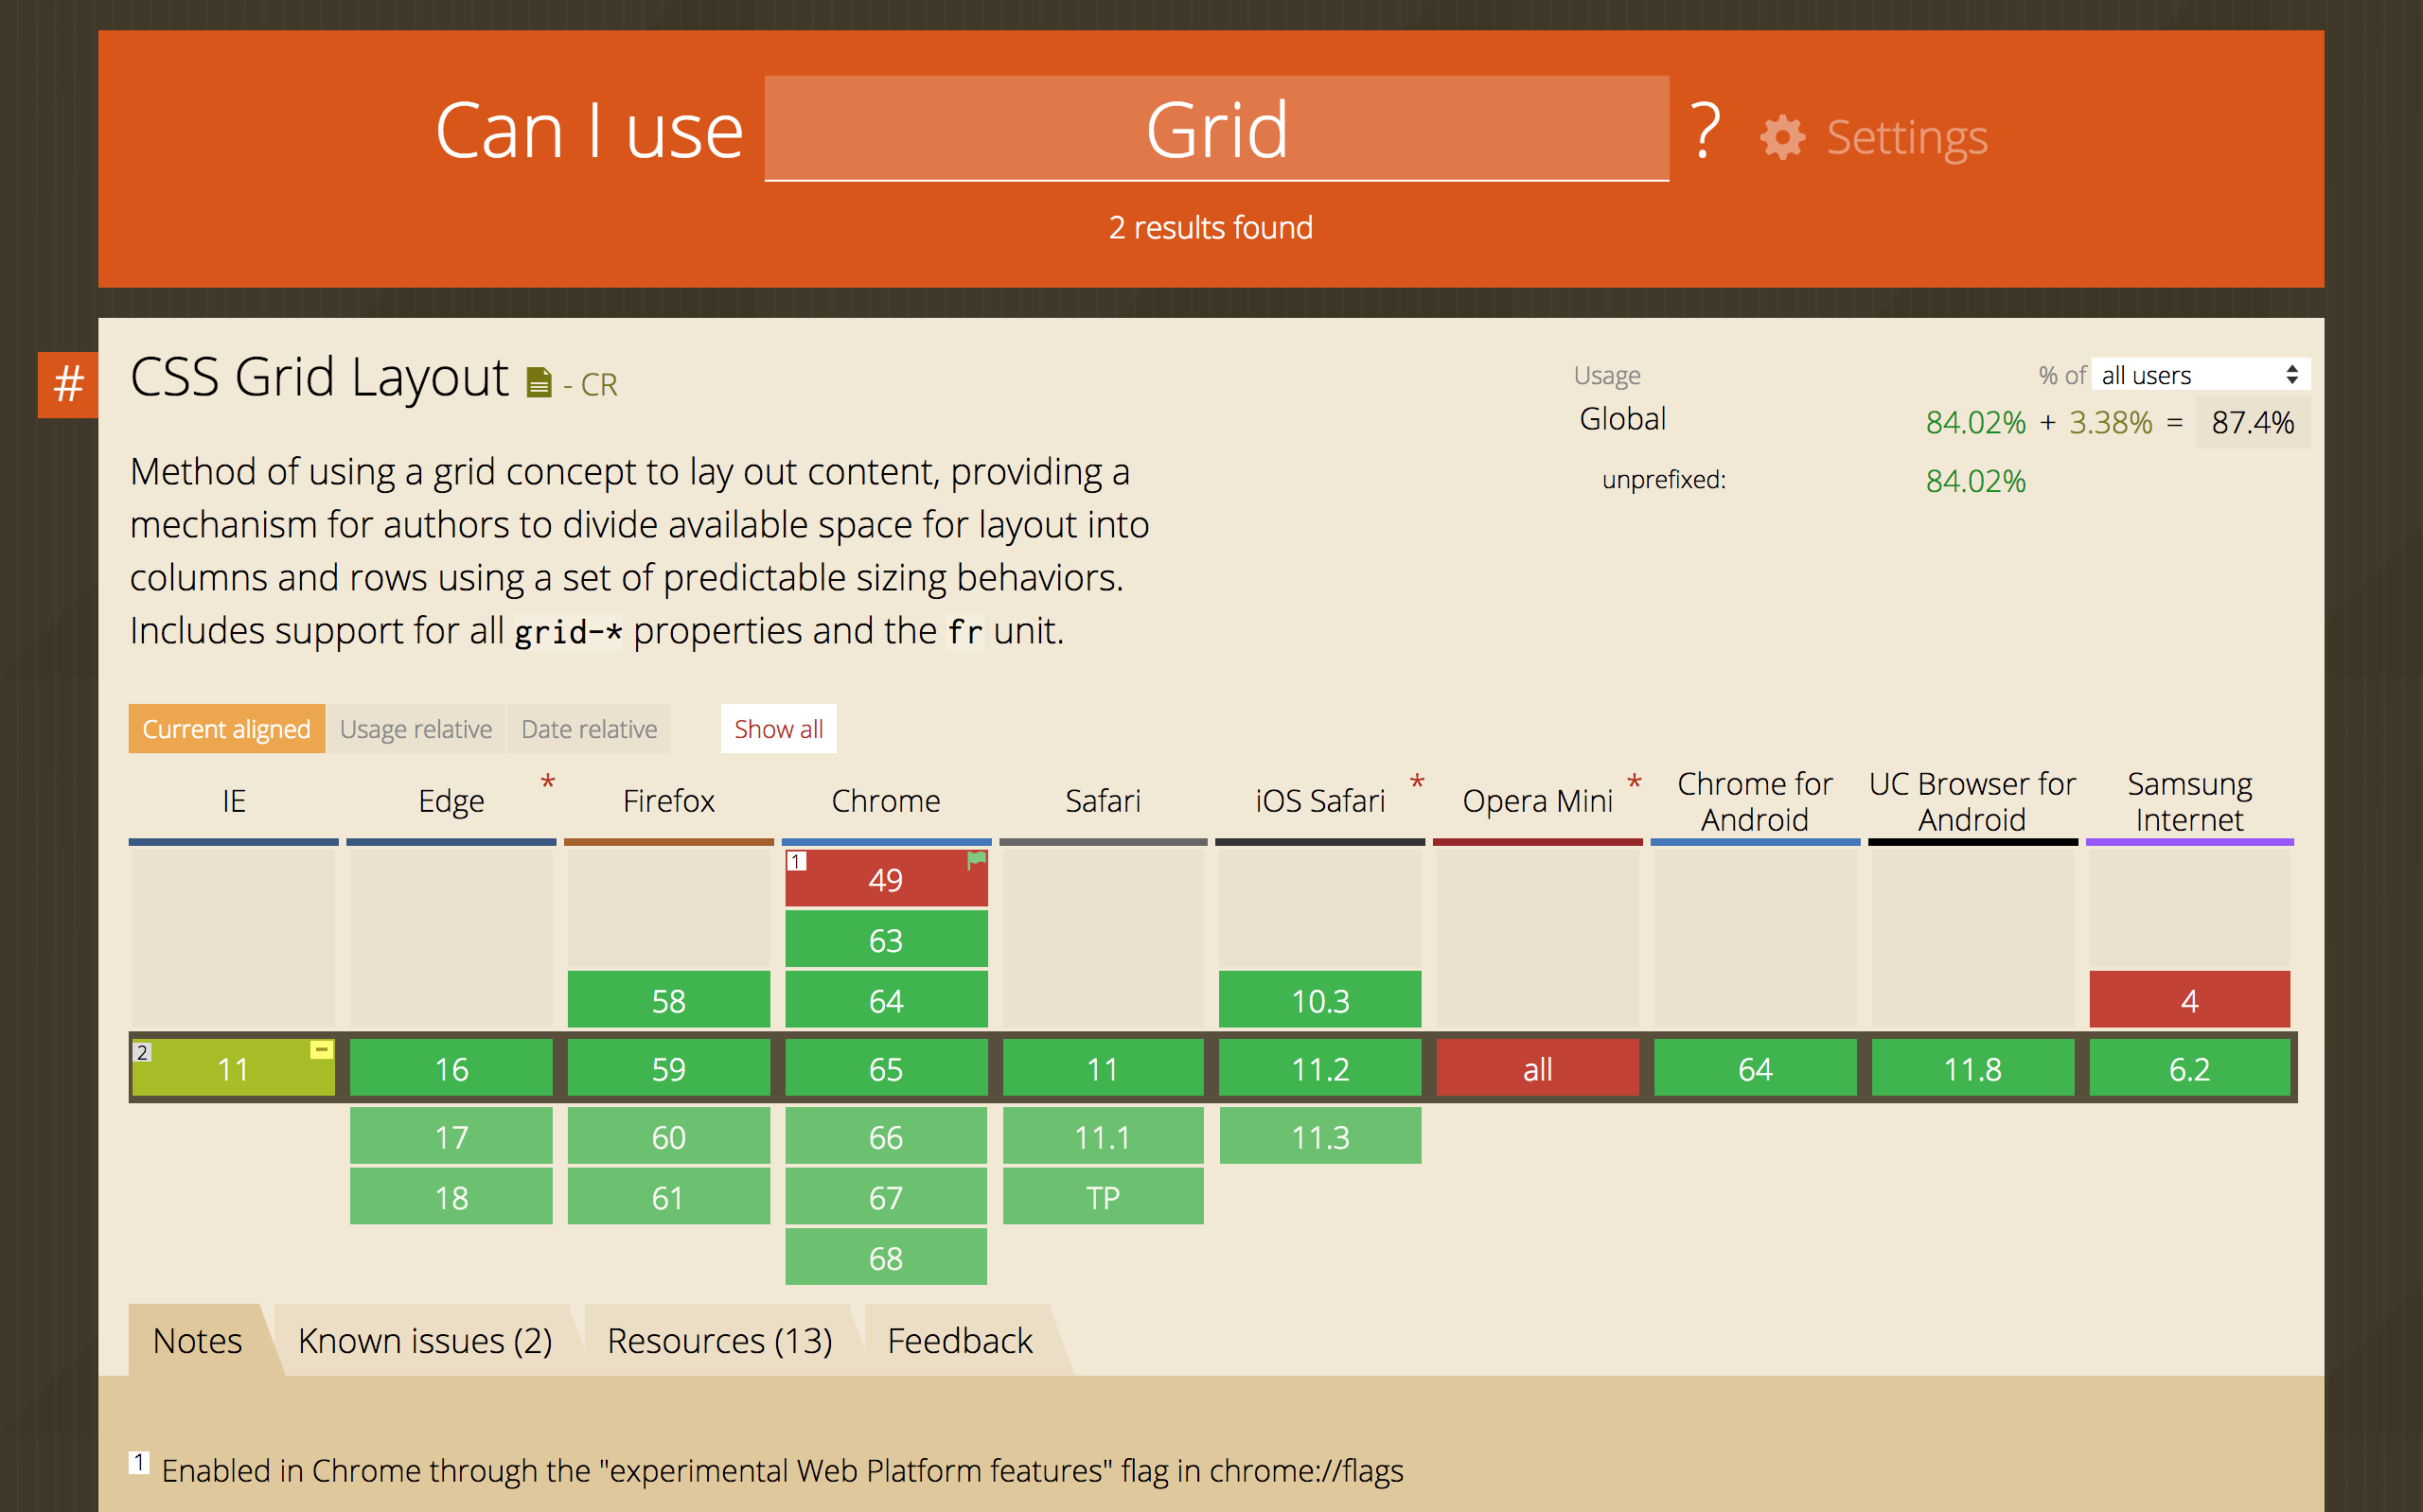 Can I use Grid ? Settings
2 results found
# CSS Grid Layout - CR
Usage % of all users
Global 84.02% + 3.38% = 87.4%
unprefixed: 84.02%
Method of using a grid concept to lay out content, providing a
mechanism for authors to divide available space for layout into
columns and rows using a set of predictable sizing behaviors.
Includes support for all grid-* properties and the fr unit.
Current aligned Usage relative Date relative Show all
IE Edge * Firefox Chrome Safari iOS Safari * Opera Mini * Chrome for Android UC Browser for Android Samsung Internet
1 49
63
58 64 10.3 4
2 11 - 16 59 65 11 11.2 all 64 11.8 6.2
17 60 66 11.1 11.3
18 61 67 TP
68
Notes Known issues (2) Resources (13) Feedback
1 Enabled in Chrome through the "experimental Web Platform features" flag in chrome://flags